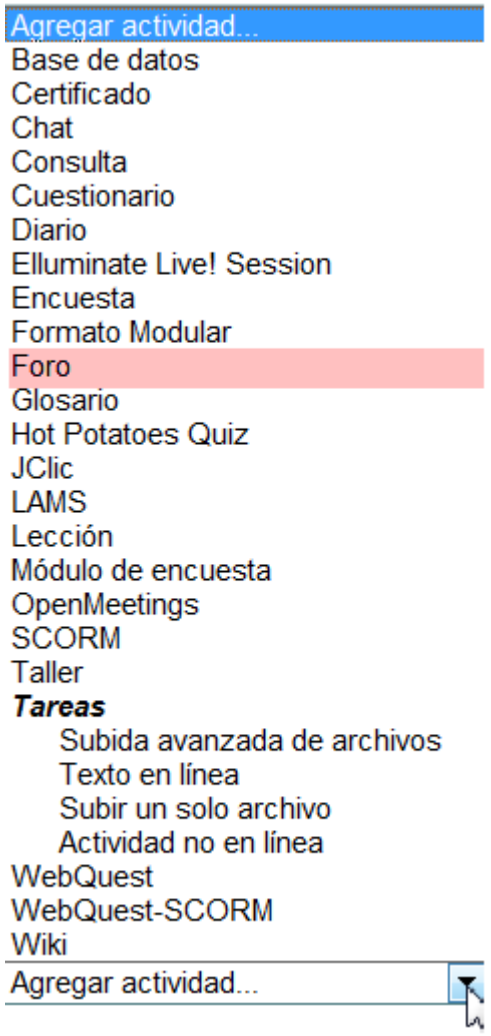 Agregar actividad...
Base de datos
Certificado
Chat
Consulta
Cuestionario
Diario
Elluminate Live! Session
Encuesta
Formato Modular
Foro
Glosario
Hot Potatoes Quiz
JClic
LAMS
Lección
Módulo de encuesta
OpenMeetings
SCORM
Taller
Tareas
Subida avanzada de archivos
Texto en línea
Subir un solo archivo
Actividad no en línea
WebQuest
WebQuest-SCORM
Wiki
Agregar actividad...